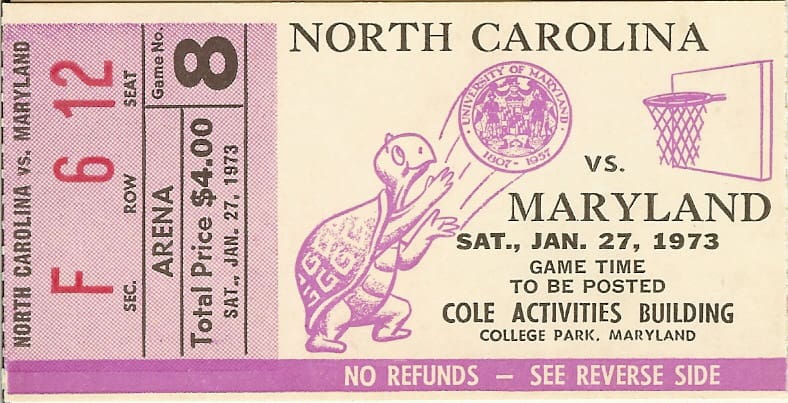 NORTH CAROLINA vs. MARYLAND
F 6 12
SEC. ROW SEAT
Game No. 8
ARENA
Total Price $4.00
SAT., JAN. 27, 1973
NORTH CAROLINA
UNIVERSITY OF MARYLAND
1807 - 1957
VS.
MARYLAND
SAT., JAN. 27, 1973
GAME TIME
TO BE POSTED
COLE ACTIVITIES BUILDING
COLLEGE PARK, MARYLAND
NO REFUNDS — SEE REVERSE SIDE